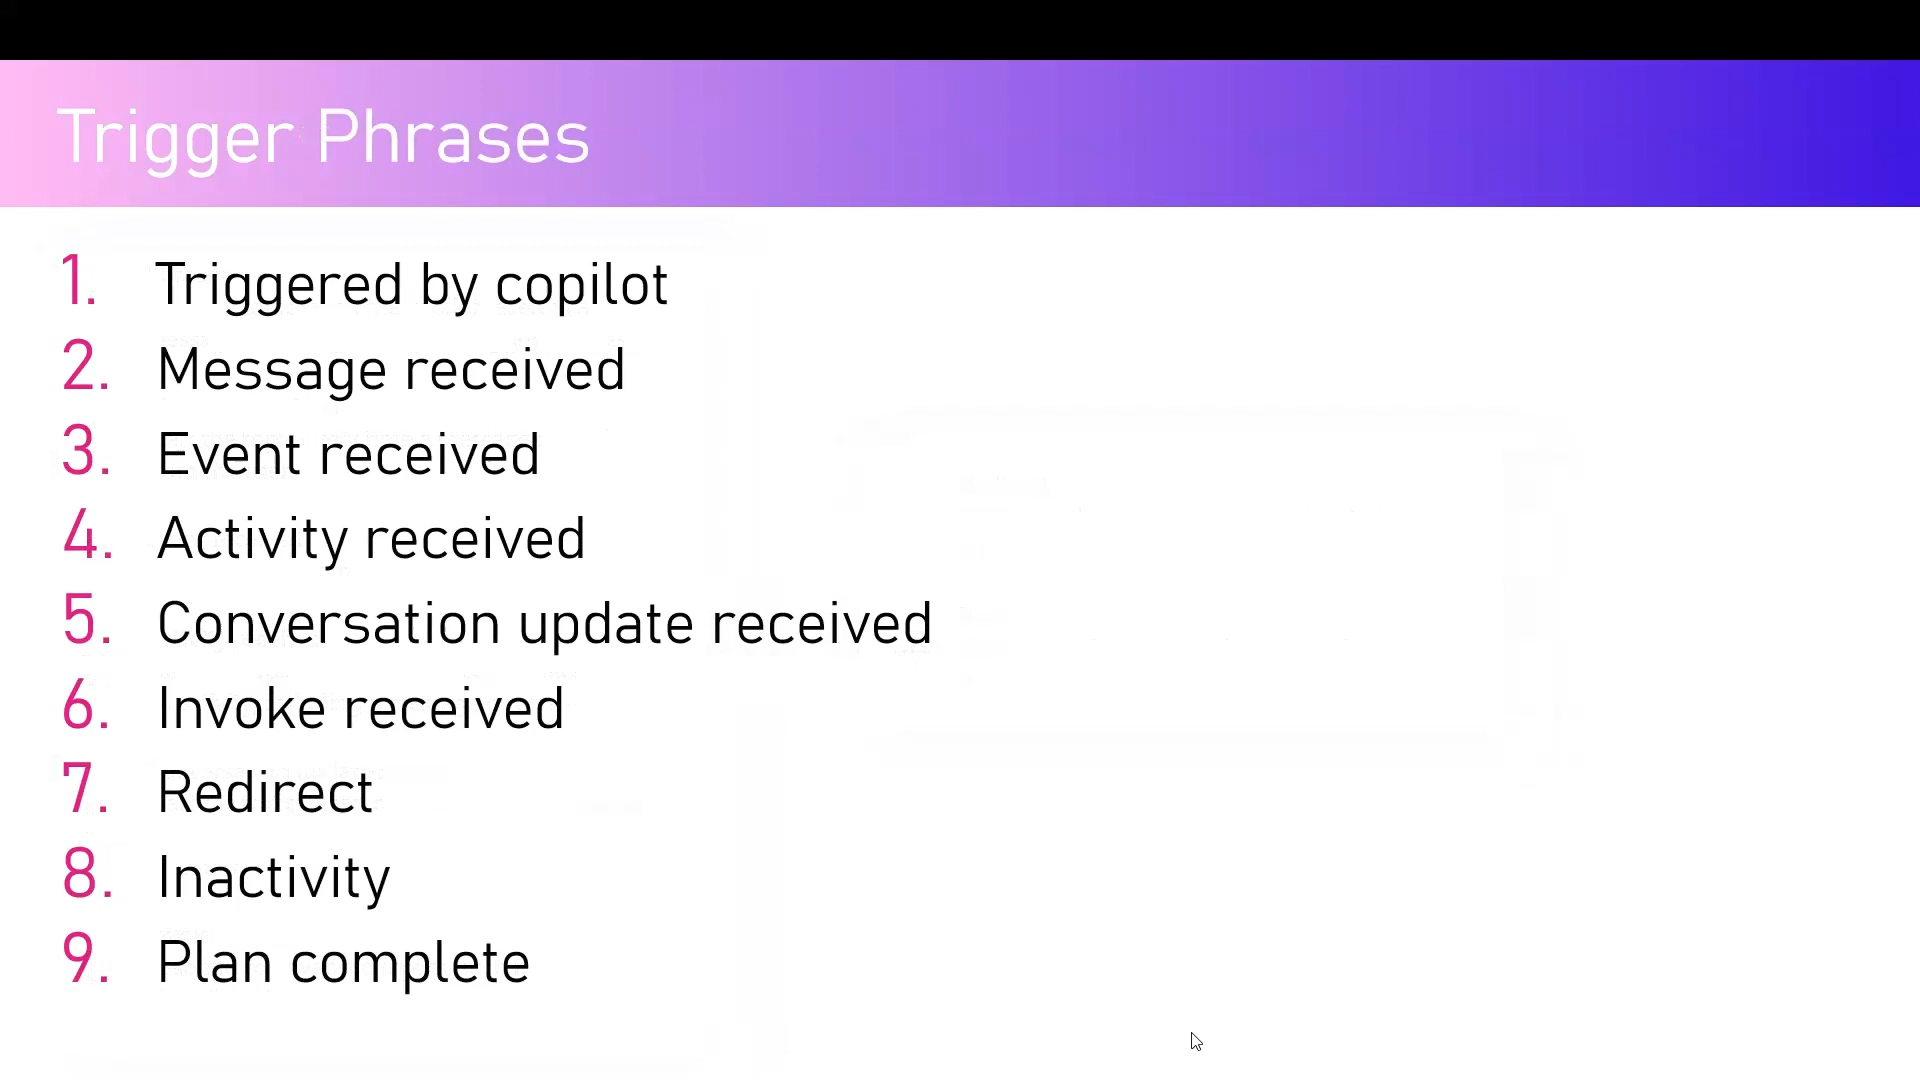 Trigger Phrases
1. Triggered by copilot
2. Message received
3. Event received
4. Activity received
5. Conversation update received
6. Invoke received
7. Redirect
8. Inactivity
9. Plan complete